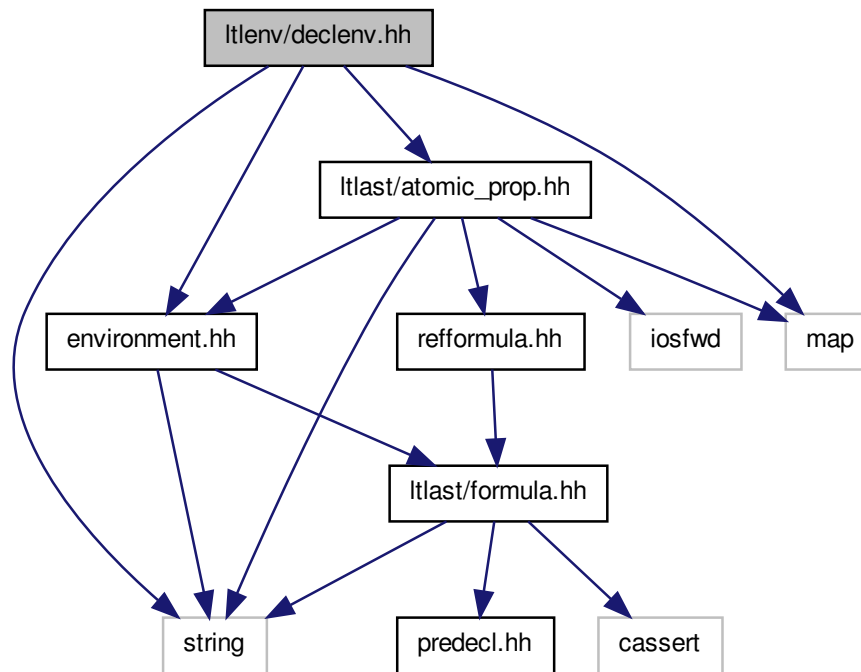 ltlenv/declenv.hh
ltlast/atomic_prop.hh
environment.hh
refformula.hh
iosfwd
map
ltlast/formula.hh
string
predecl.hh
cassert